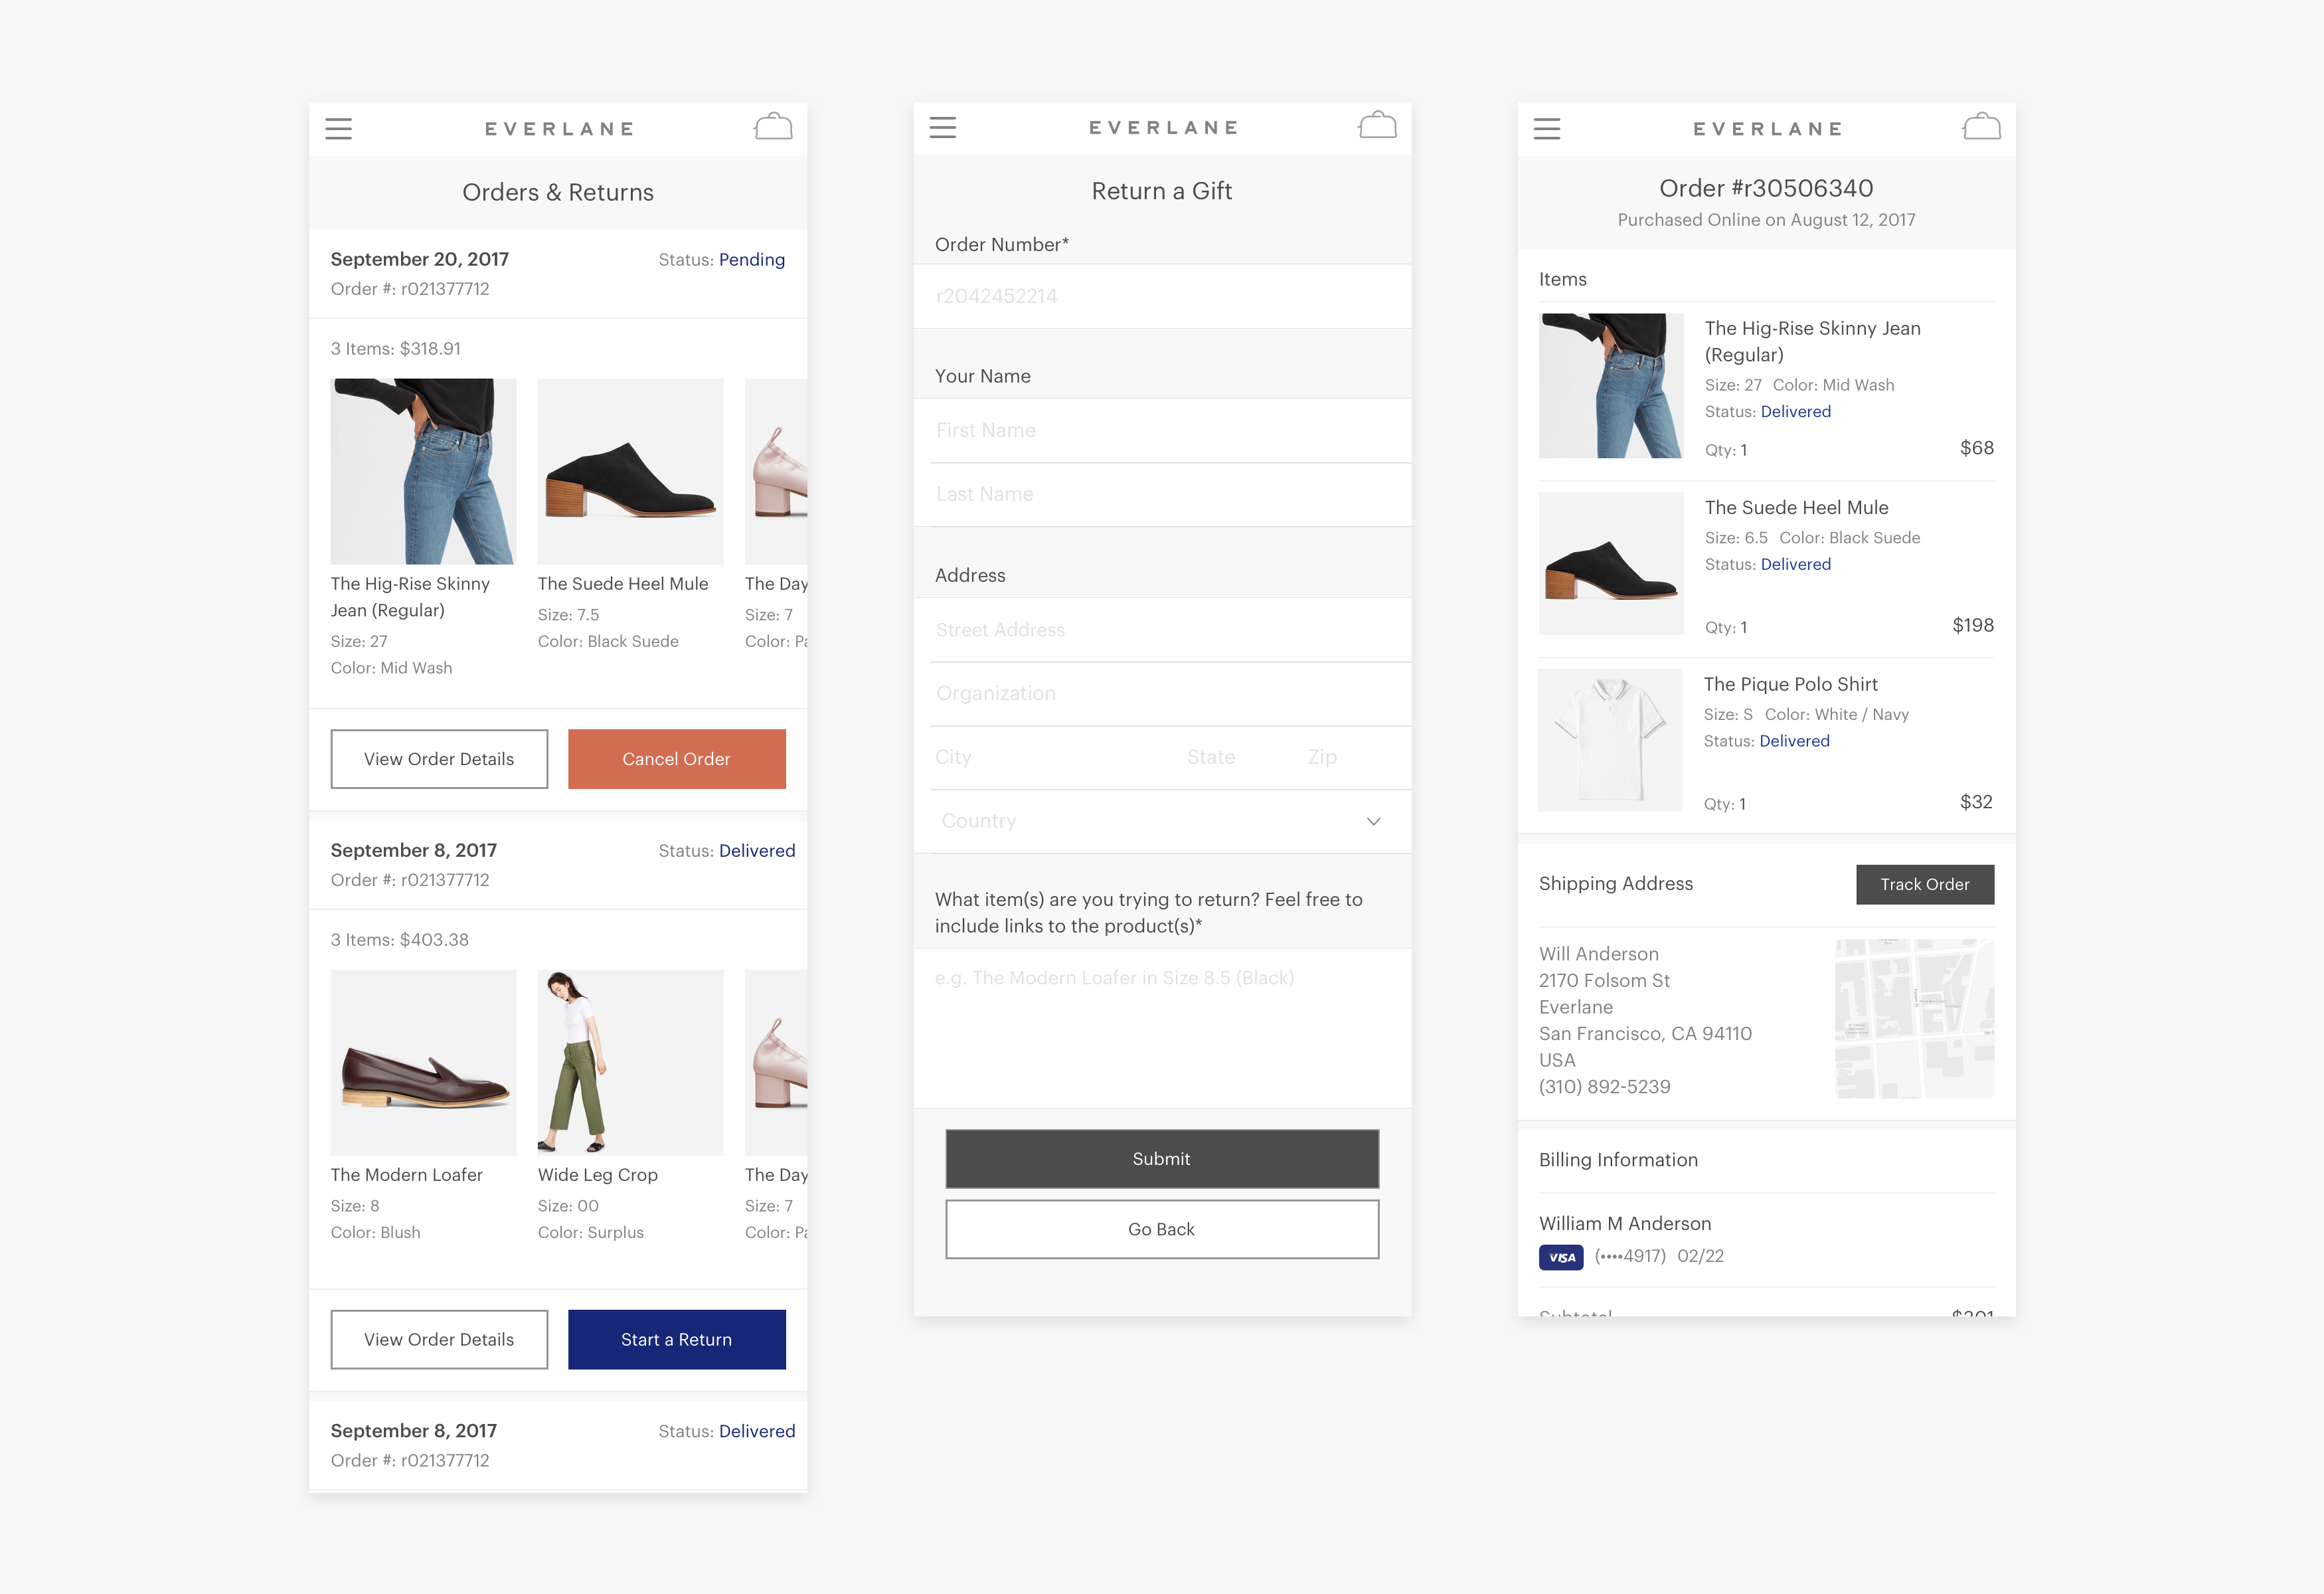 EVERLANE
Orders & Returns
September 20, 2017
Status: Pending
Order #: r021377712
3 Items: $318.91
The Hig-Rise Skinny
Jean (Regular)
Size: 27
Color: Mid Wash
The Suede Heel Mule
Size: 7.5
Color: Black Suede
The Day
Size: 7
Color: Pa
View Order Details
Cancel Order
September 8, 2017
Status: Delivered
Order #: r021377712
3 Items: $403.38
The Modern Loafer
Size: 8
Color: Blush
Wide Leg Crop
Size: 00
Color: Surplus
The Day
Size: 7
Color: Pa
View Order Details
Start a Return
September 8, 2017
Status: Delivered
Order #: r021377712
EVERLANE
Return a Gift
Order Number*
r2042452214
Your Name
First Name
Last Name
Address
Street Address
Organization
City State Zip
Country
What item(s) are you trying to return? Feel free to
include links to the product(s)*
e.g. The Modern Loafer in Size 8.5 (Black)
Submit
Go Back
EVERLANE
Order #r30506340
Purchased Online on August 12, 2017
Items
The Hig-Rise Skinny Jean
(Regular)
Size: 27 Color: Mid Wash
Status: Delivered
Qty: 1 $68
The Suede Heel Mule
Size: 6.5 Color: Black Suede
Status: Delivered
Qty: 1 $198
The Pique Polo Shirt
Size: S Color: White / Navy
Status: Delivered
Qty: 1 $32
Shipping Address
Track Order
Will Anderson
2170 Folsom St
Everlane
San Francisco, CA 94110
USA
(310) 892-5239
Billing Information
William M Anderson
VISA (••••4917) 02/22
Subtotal $301